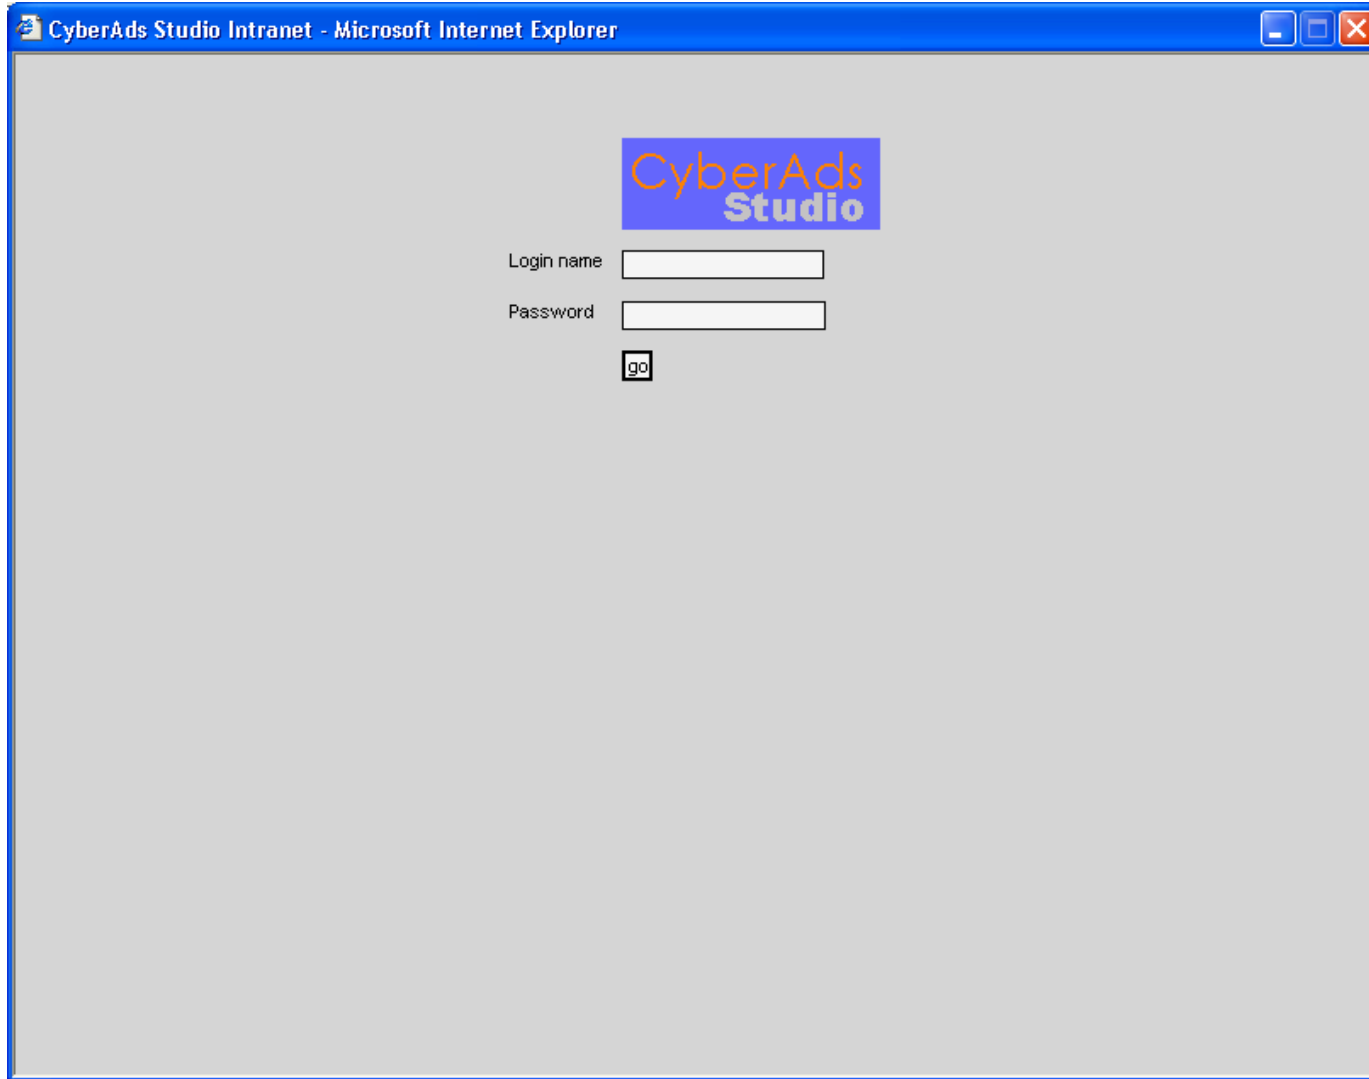 CyberAds Studio Intranet - Microsoft Internet Explorer
CyberAds
Studio
Login name
Password
go